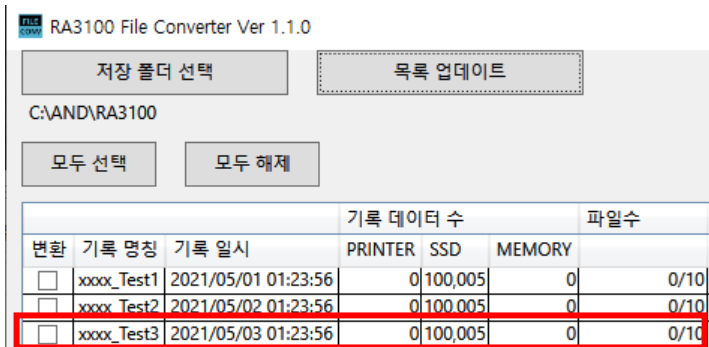 FILE CONV RA3100 File Converter Ver 1.1.0
저장 폴더 선택 목록 업데이트
C:\AND\RA3100
모두 선택 모두 해제
기록 데이터 수 파일수
변환 기록 명칭 기록 일시 PRINTER SSD MEMORY
xxxx_Test1 2021/05/01 01:23:56 0 100,005 0 0/10
xxxx_Test2 2021/05/02 01:23:56 0 100,005 0 0/10
xxxx_Test3 2021/05/03 01:23:56 0 100,005 0 0/10